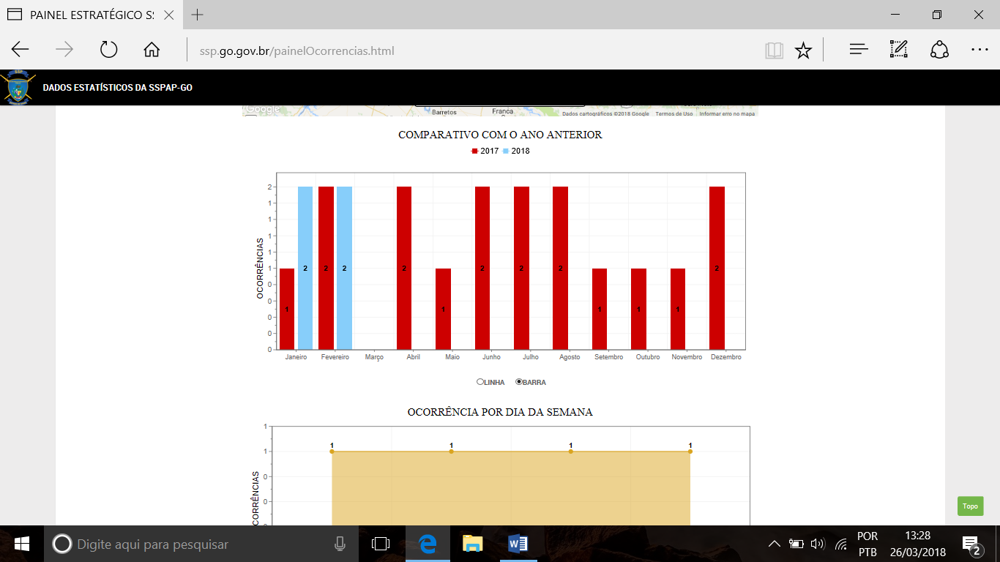 PAINEL ESTRATÉGICO S
ssp.go.gov.br/painelOcorrencias.html
DADOS ESTATÍSTICOS DA SSPAP-GO
Google
Barretos
Franca
Dados cartográficos ©2018 Google Termos de Uso Informar erro no mapa
COMPARATIVO COM O ANO ANTERIOR
2017 2018
OCORRÊNCIAS
2
1
1
1
1
1
0
0
0
0
0
1 2 2 2 2 1 2 2 2 1 1 1 2
Janeiro Fevereiro Março Abril Maio Junho Julho Agosto Setembro Outubro Novembro Dezembro
LINHA BARRA
OCORRÊNCIA POR DIA DA SEMANA
CORRÊNCIAS
1
1
0
0
1 1 1 1
Topo
Digite aqui para pesquisar
POR
PTB
13:28
26/03/2018
2